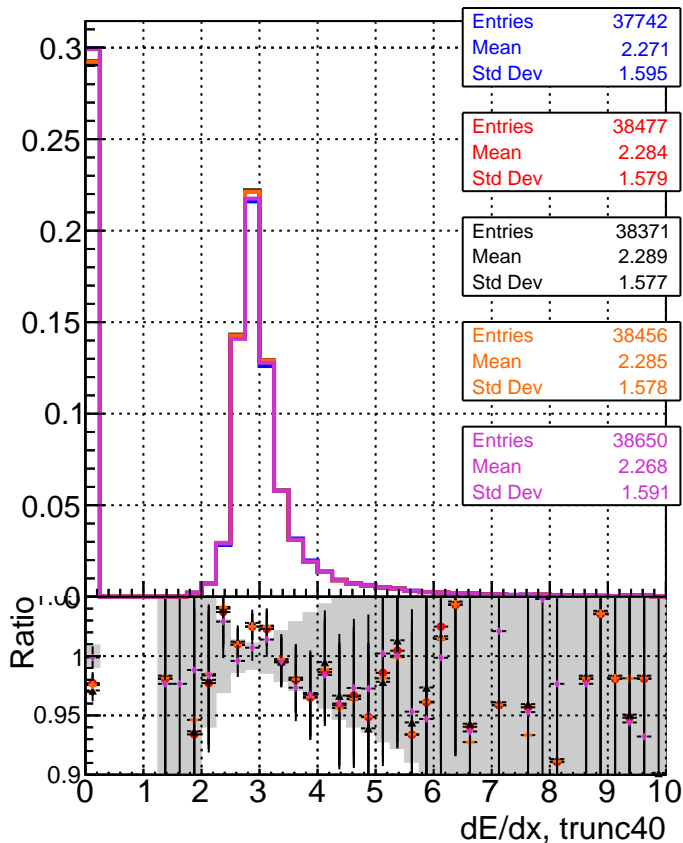 0.3
0.25
0.2
0.15
0.1
0.05
0
Entries 37742
Mean 2.271
Std Dev 1.595
Entries 38477
Mean 2.284
Std Dev 1.579
Entries 38371
Mean 2.289
Std Dev 1.577
Entries 38456
Mean 2.285
Std Dev 1.578
Entries 38650
Mean 2.268
Std Dev 1.591
Ratio
1
0.95
0.9
0 1 2 3 4 5 6 7 8 9 10
dE/dx, trunc40